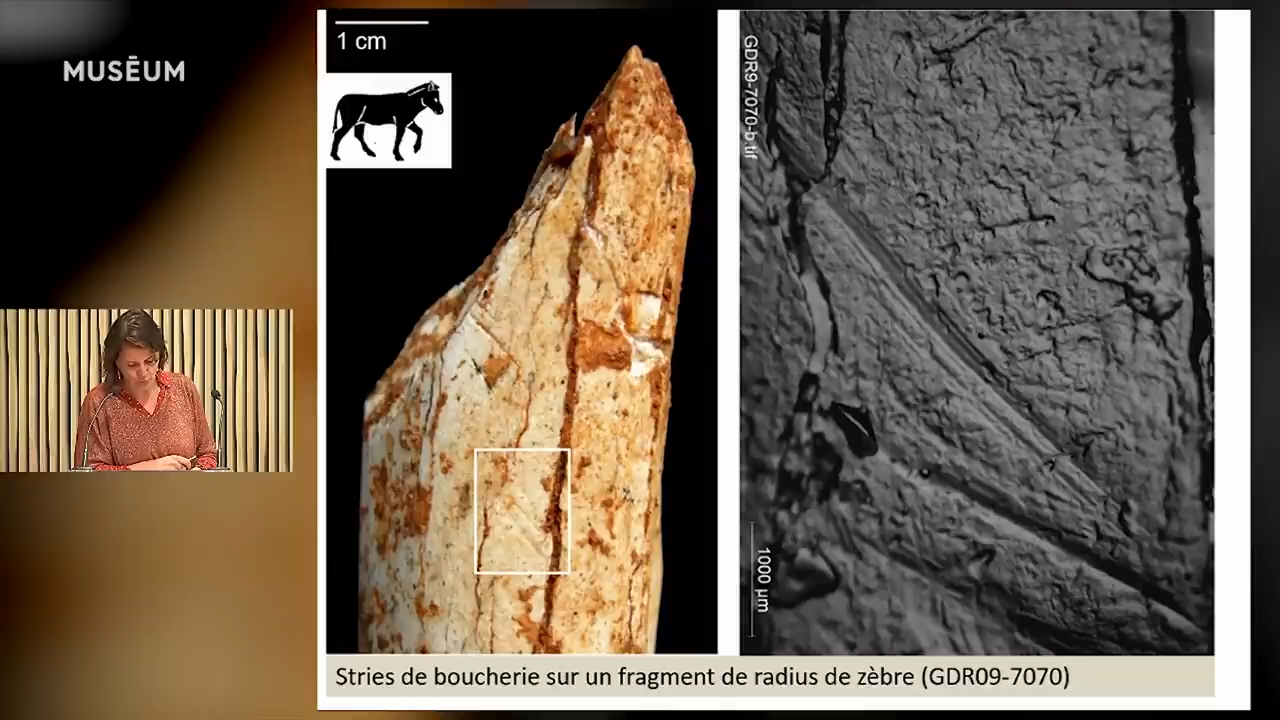 MUSĒUM
1 cm
GDR9-7070-b.tif
1000 µm
Stries de boucherie sur un fragment de radius de zèbre (GDR09-7070)